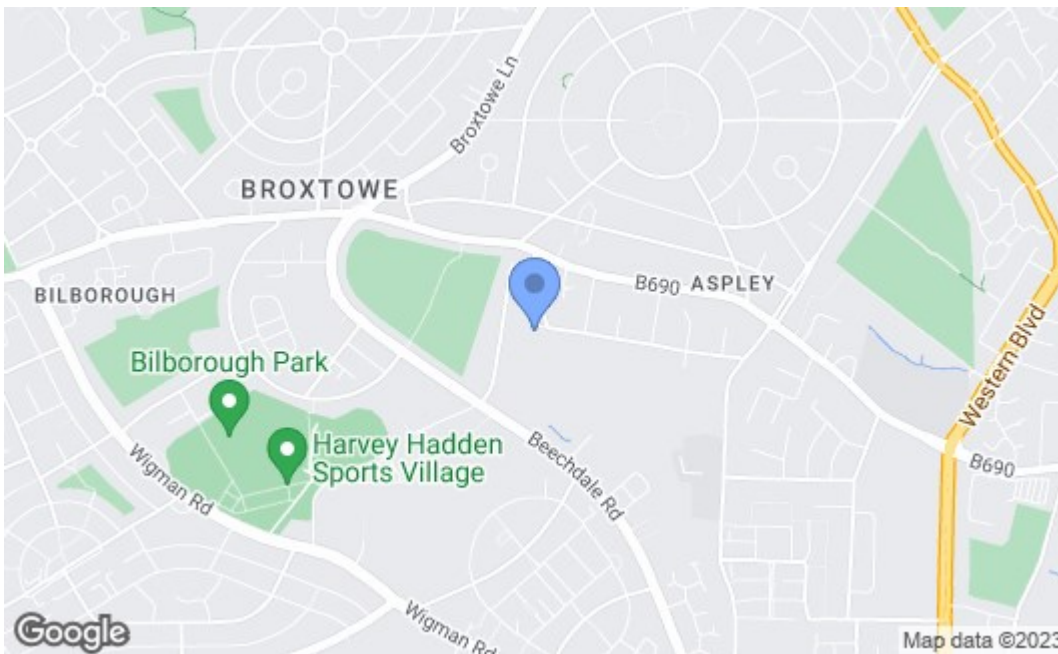 Broxtowe Ln
BROXTOWE
B690
ASPLEY
BILBOROUGH
Western Blvd
Bilborough Park
Harvey Hadden
Sports Village
Beechdale Rd
B690
Wigman Rd
Wigman Rd
Google
Map data ©2023